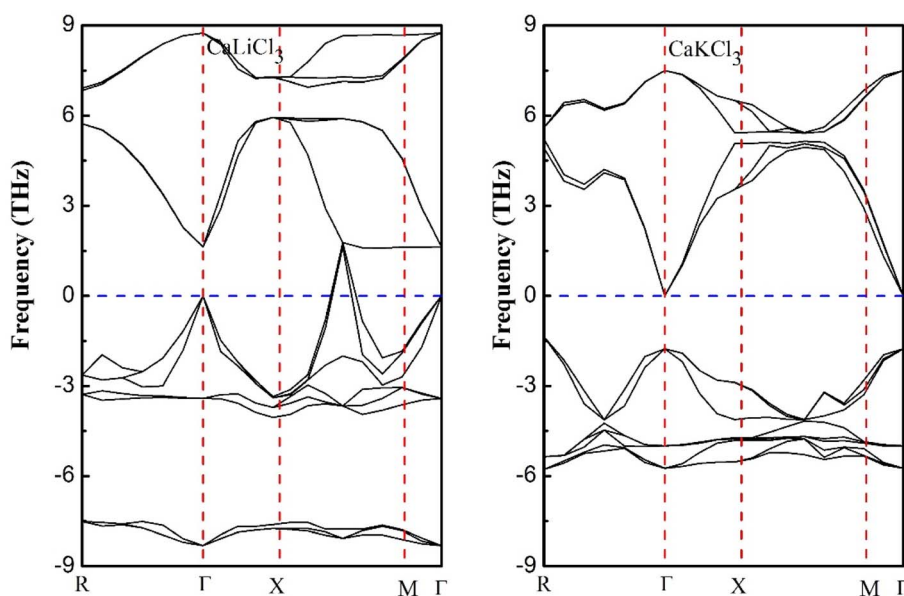 CaLiCl3
Frequency (THz)
9
6
3
0
-3
-6
-9
R
Γ
X
M
Γ
CaKCl3
Frequency (THz)
9
6
3
0
-3
-6
-9
R
Γ
X
M
Γ